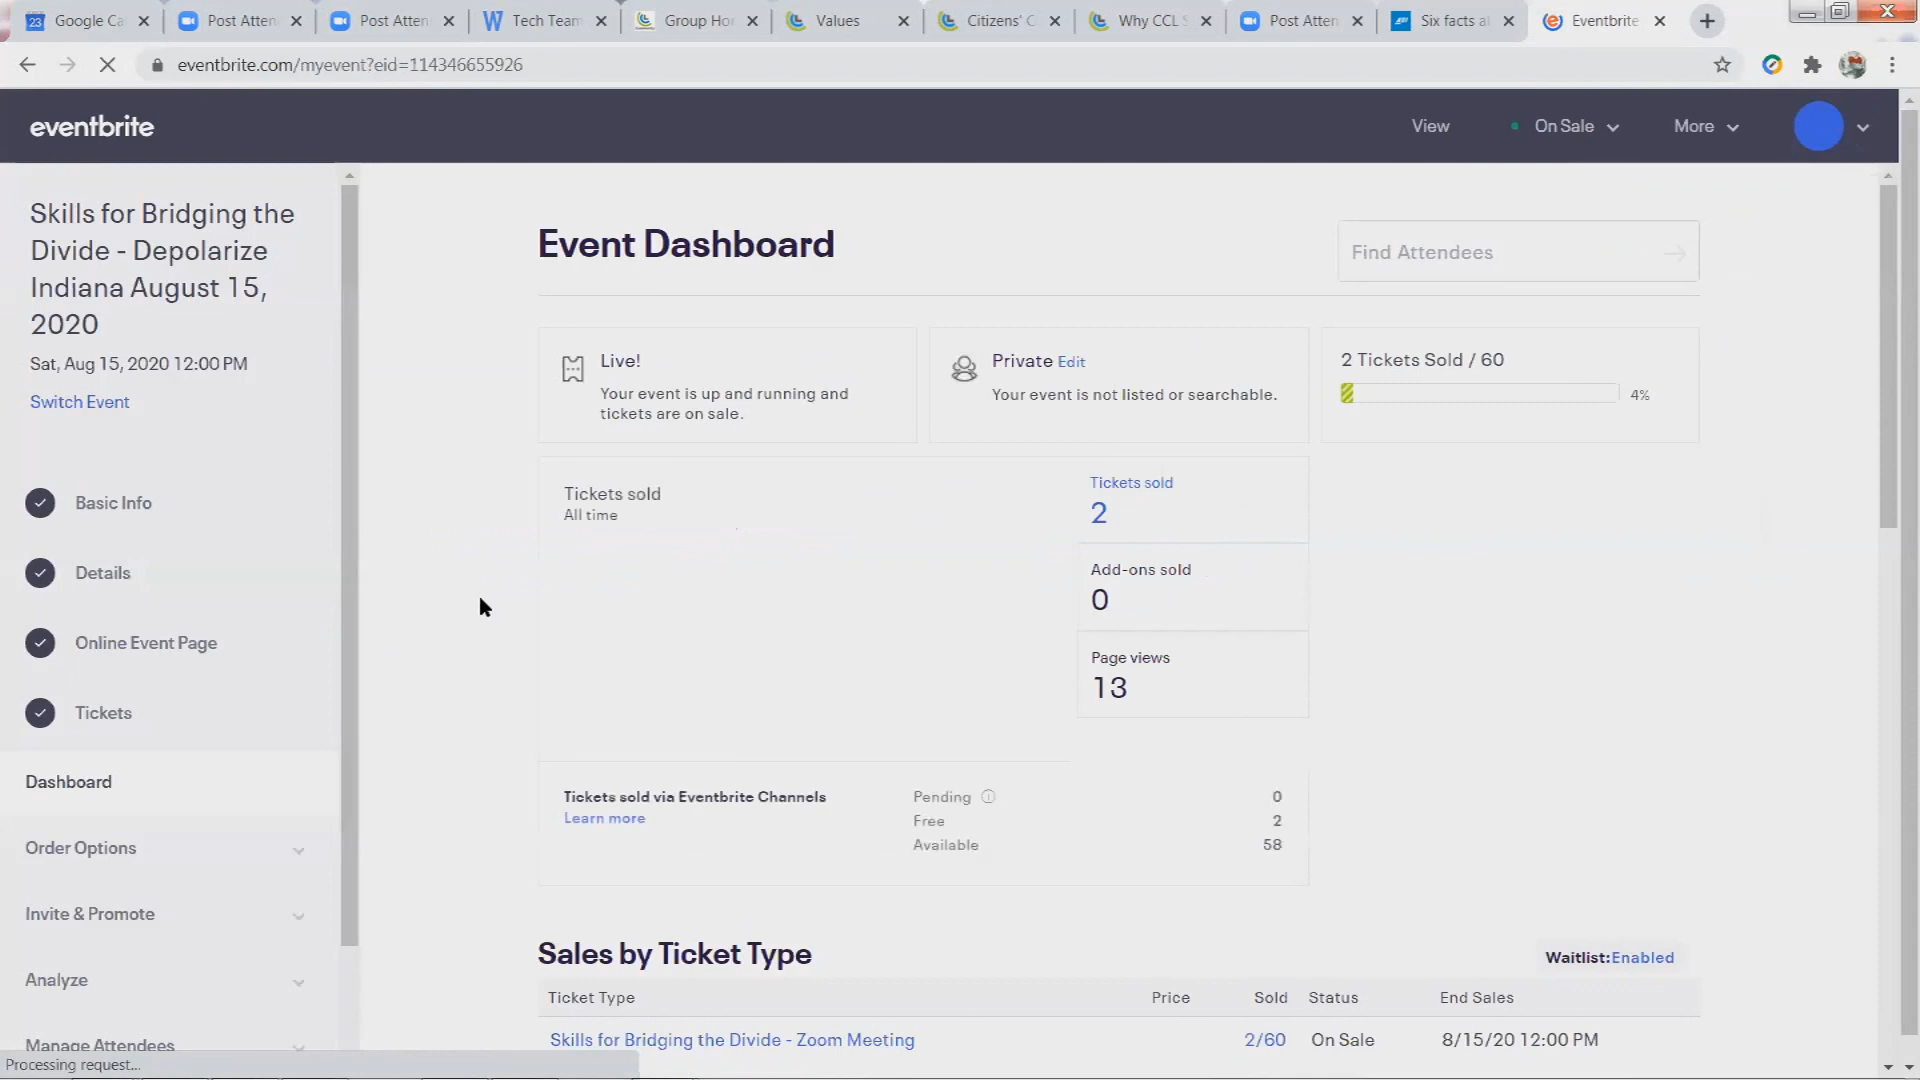 23 Google Ca
Post Atten
Post Atten
Tech Team
Group Ho
Values
Citizens' C
Why CCL S
Post Atten
Six facts a
Eventbrite
eventbrite.com/myevent?eid=114346655926
eventbrite
View
On Sale
More
Skills for Bridging the
Divide - Depolarize
Indiana August 15,
2020
Sat, Aug 15, 2020 12:00 PM
Switch Event
Basic Info
Details
Online Event Page
Tickets
Dashboard
Order Options
Invite & Promote
Analyze
Manage Attendees
Processing request...
Event Dashboard
Find Attendees
Live!
Your event is up and running and
tickets are on sale.
Private Edit
Your event is not listed or searchable.
2 Tickets Sold / 60
4%
Tickets sold
All time
Tickets sold
2
Add-ons sold
0
Page views
13
Tickets sold via Eventbrite Channels
Learn more
Pending 0
Free 2
Available 58
Sales by Ticket Type
Waitlist:Enabled
Ticket Type Price Sold Status End Sales
Skills for Bridging the Divide - Zoom Meeting 2/60 On Sale 8/15/20 12:00 PM